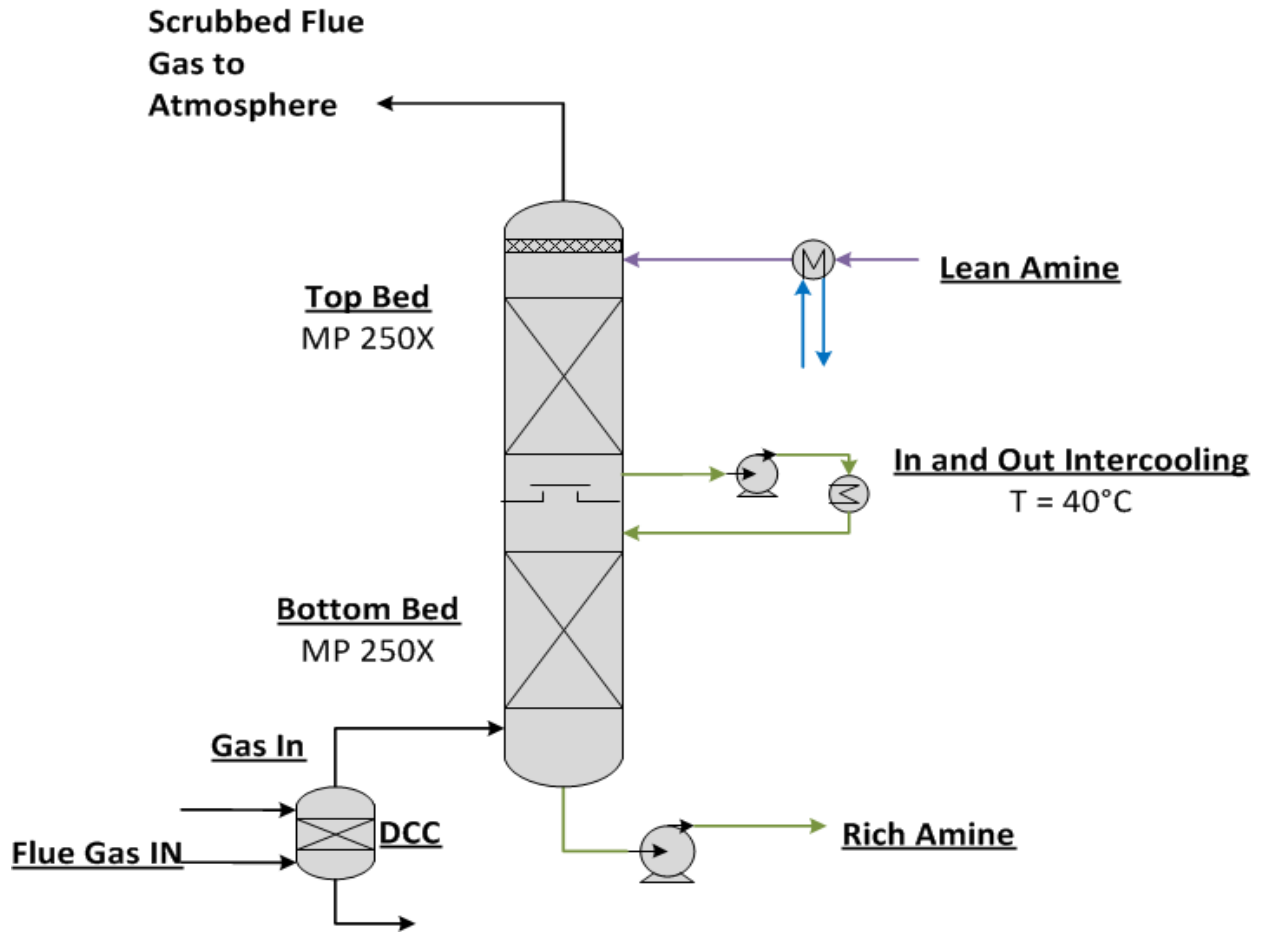 Scrubbed Flue
Gas to
Atmosphere
Lean Amine
Top Bed
MP 250X
In and Out Intercooling
T = 40°C
Bottom Bed
MP 250X
Gas In
DCC
Flue Gas IN
Rich Amine